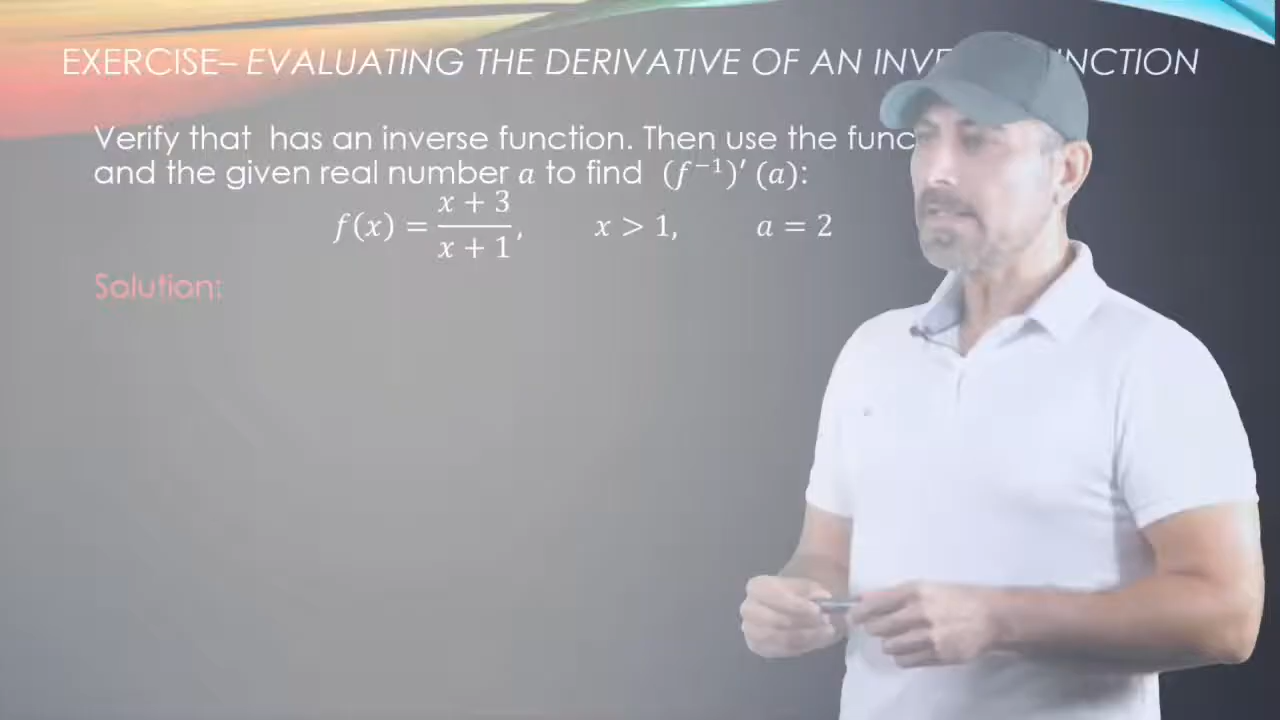 EXERCISE– EVALUATING THE DERIVATIVE OF AN INVE NCTION
Verify that has an inverse function. Then use the func
and the given real number a to find (f⁻¹)′ (a):
f(x) = (x + 3)/(x + 1), x > 1, a = 2
Solution: